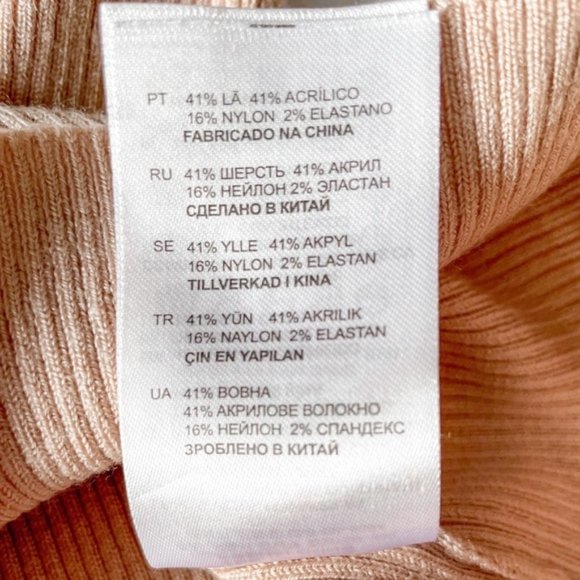 PT 41% LÃ 41% ACRÍLICO
16% NYLON 2% ELASTANO
FABRICADO NA CHINA
RU 41% ШЕРСТЬ 41% АКРИЛ
16% НЕЙЛОН 2% ЭЛАСТАН
СДЕЛАНО В КИТАЙ
SE 41% YLLE 41% AKPYL
16% NYLON 2% ELASTAN
TILLVERKAD I KINA
TR 41% YÜN 41% AKRILIK
16% NAYLON 2% ELASTAN
ÇIN EN YAPILAN
UA 41% ВОВНА
41% АКРИЛОВЕ ВОЛОКНО
16% НЕЙЛОН 2% СПАНДЕКС
ЗРОБЛЕНО В КИТАЙ